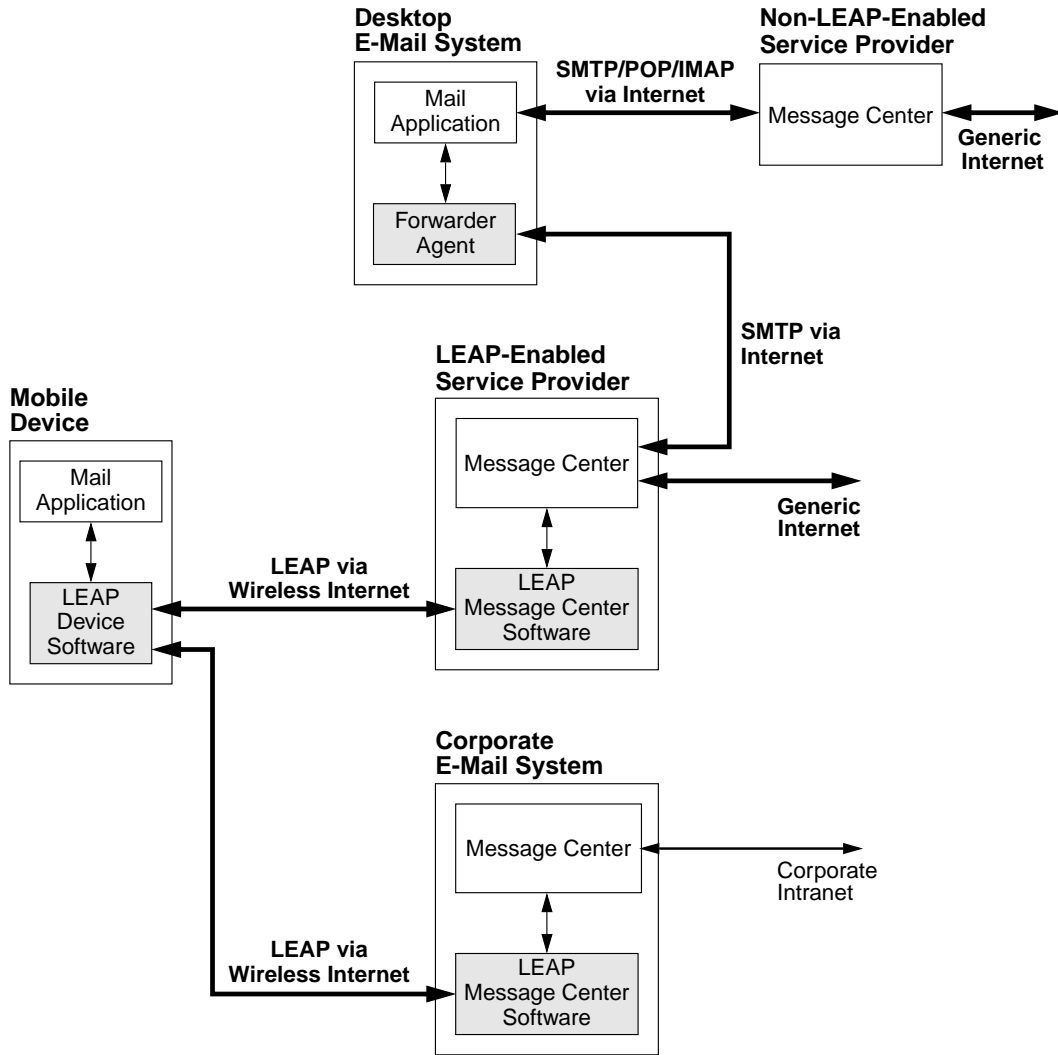 Desktop
E-Mail System
Non-LEAP-Enabled
Service Provider
Mail
Application
SMTP/POP/IMAP
via Internet
Message Center
Generic
Internet
Forwarder
Agent
SMTP via
Internet
LEAP-Enabled
Service Provider
Mobile
Device
Mail
Application
Message Center
Generic
Internet
LEAP via
Wireless Internet
LEAP
Device
Software
LEAP
Message Center
Software
Corporate
E-Mail System
Message Center
Corporate
Intranet
LEAP via
Wireless Internet
LEAP
Message Center
Software